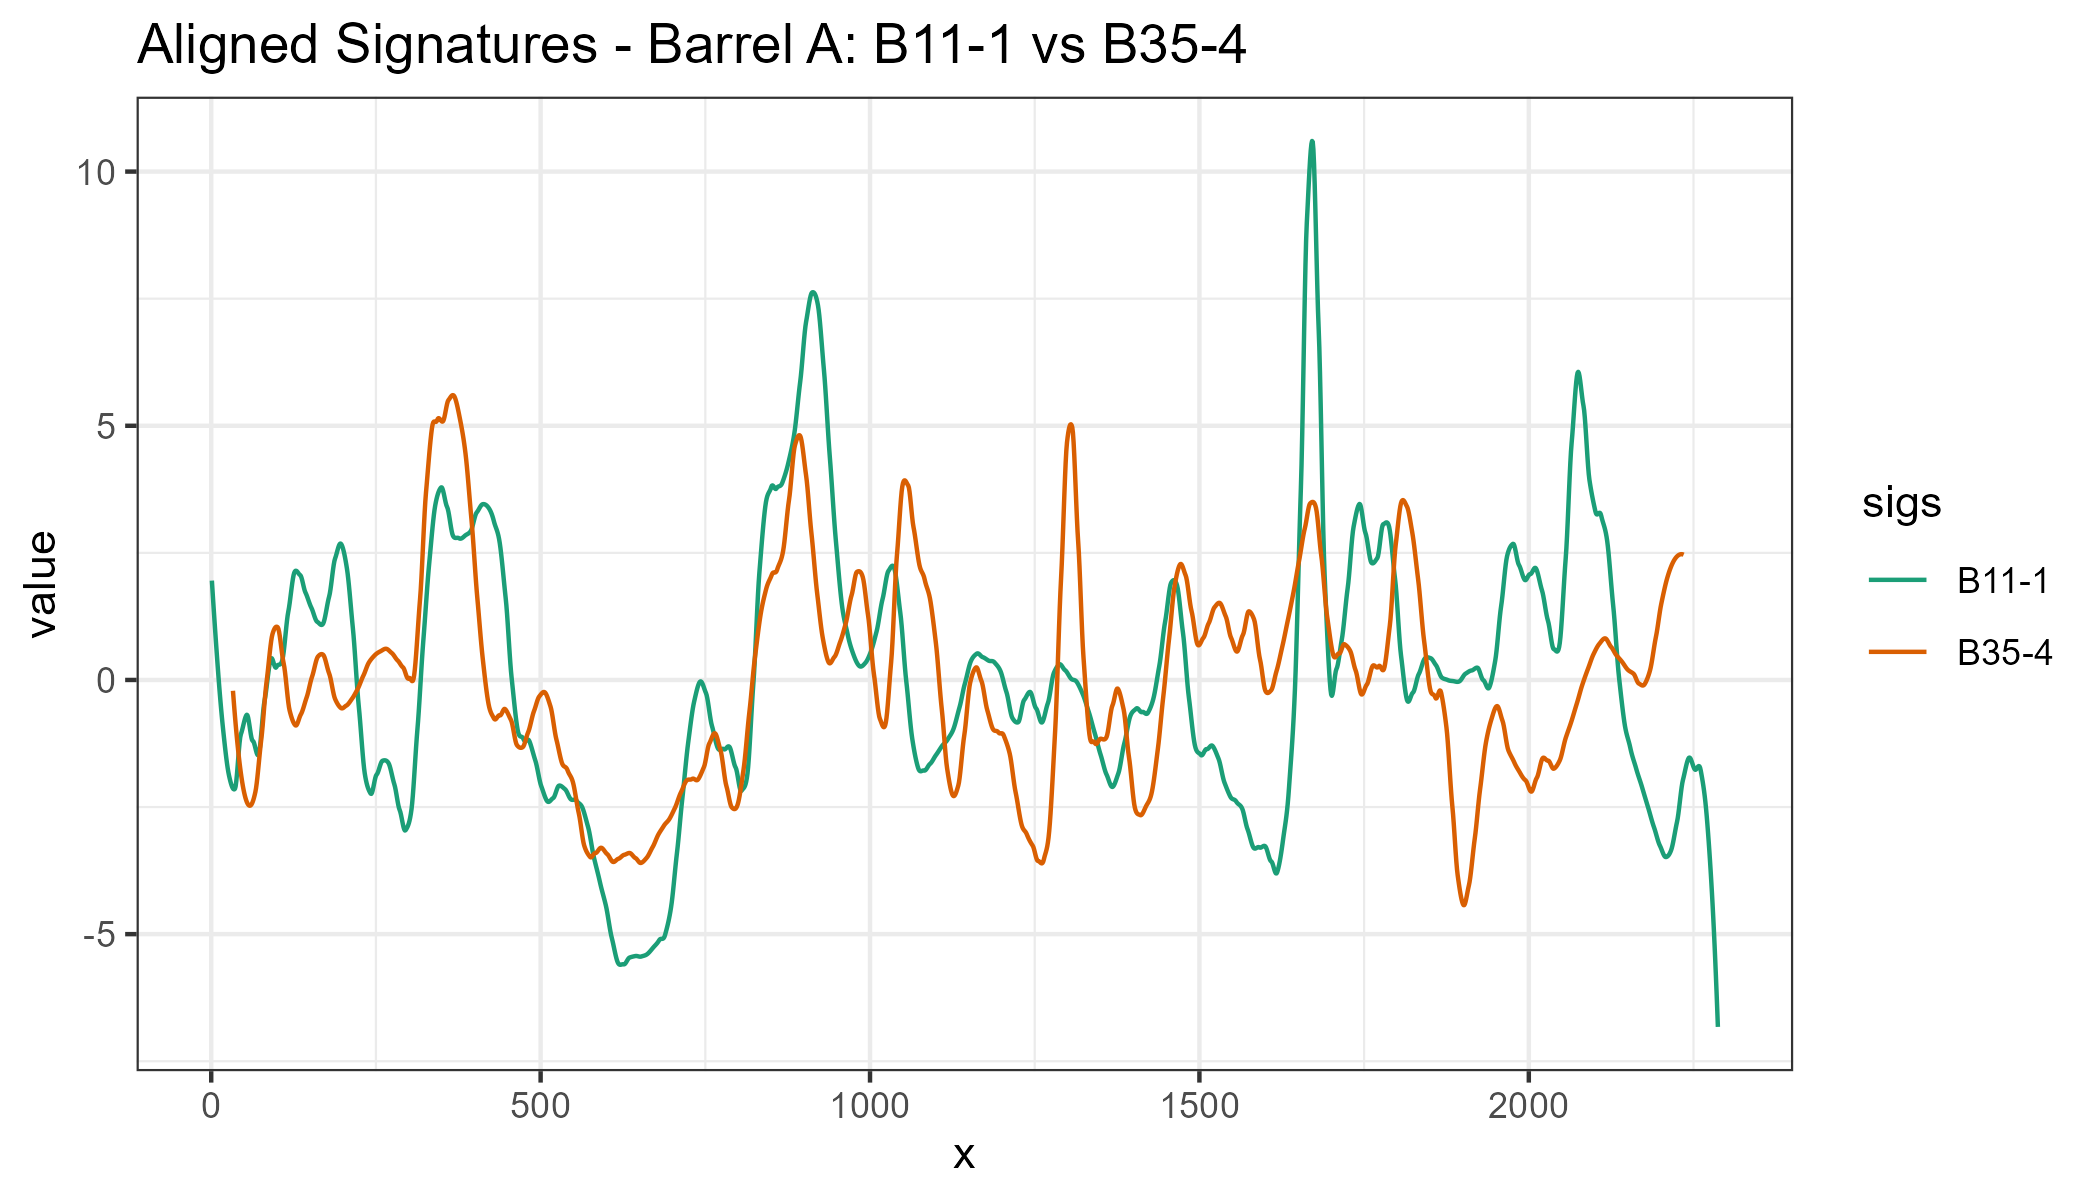 Aligned Signatures - Barrel A: B11-1 vs B35-4
value
10
5
0
-5
0 500 1000 1500 2000
x
sigs
B11-1
B35-4